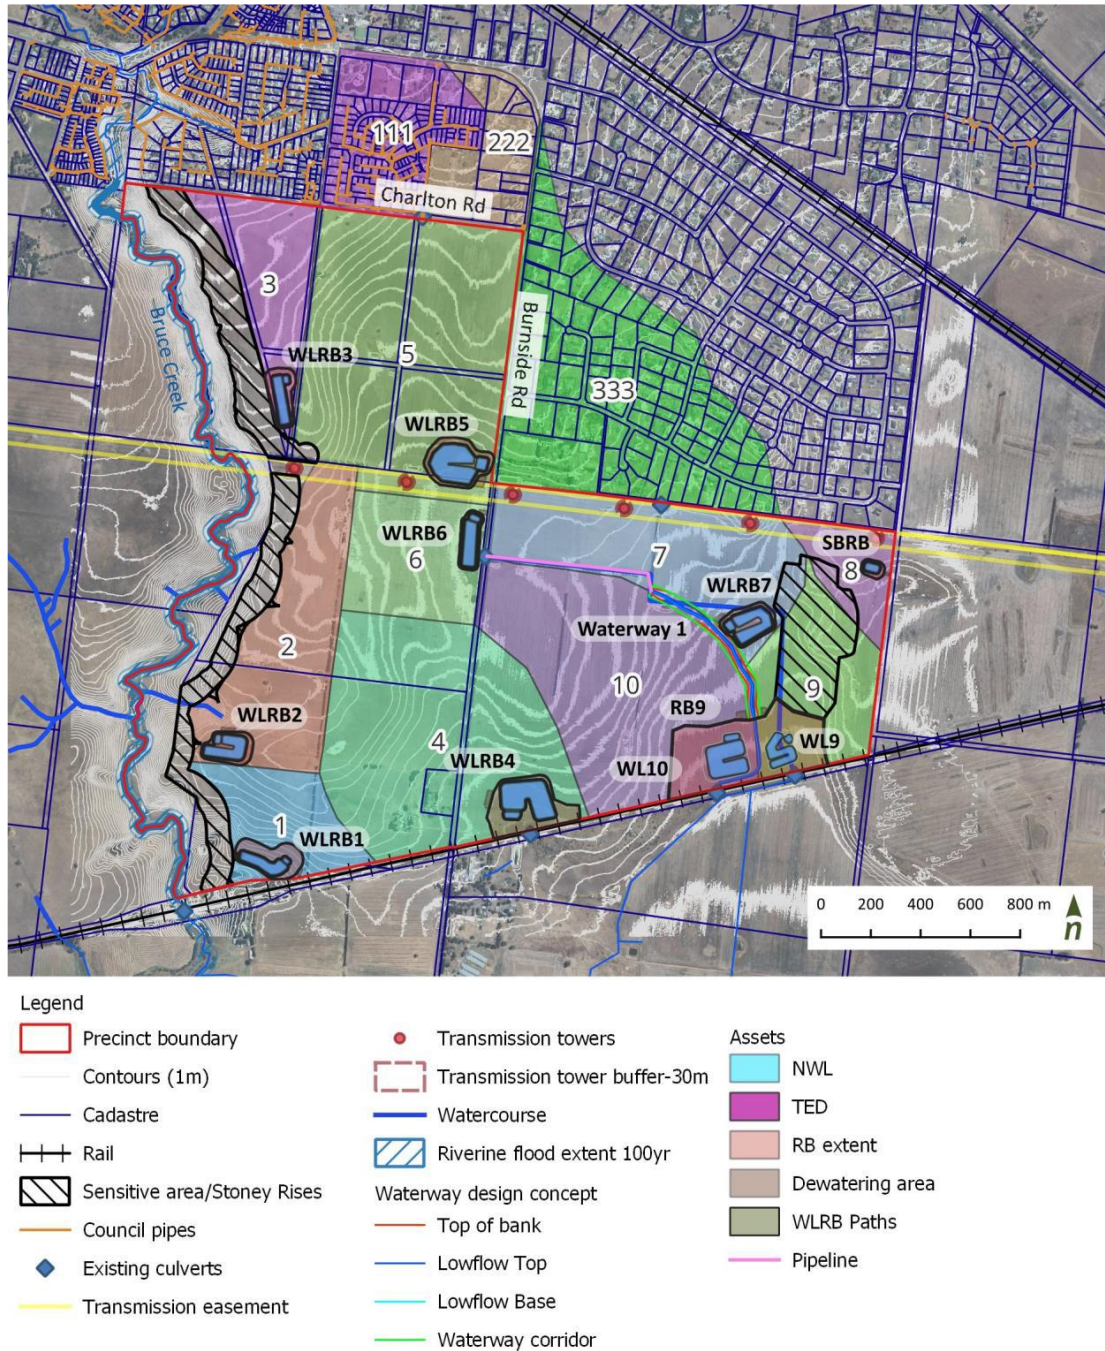 111
222
Charlton Rd
3
Bruce Creek
WLRB3
5
Burnside Rd
333
WLRB5
WLRB6
6
7
SBRB
8
WLRB7
Waterway 1
2
10
9
RB9
WLRB2
4
WL9
WLRB4
WL10
1
WLRB1
0 200 400 600 800 m
n
Legend
Precinct boundary
Contours (1m)
Cadastre
Rail
Sensitive area/Stoney Rises
Council pipes
Existing culverts
Transmission easement
Transmission towers
Transmission tower buffer-30m
Watercourse
Riverine flood extent 100yr
Waterway design concept
Top of bank
Lowflow Top
Lowflow Base
Waterway corridor
Assets
NWL
TED
RB extent
Dewatering area
WLRB Paths
Pipeline